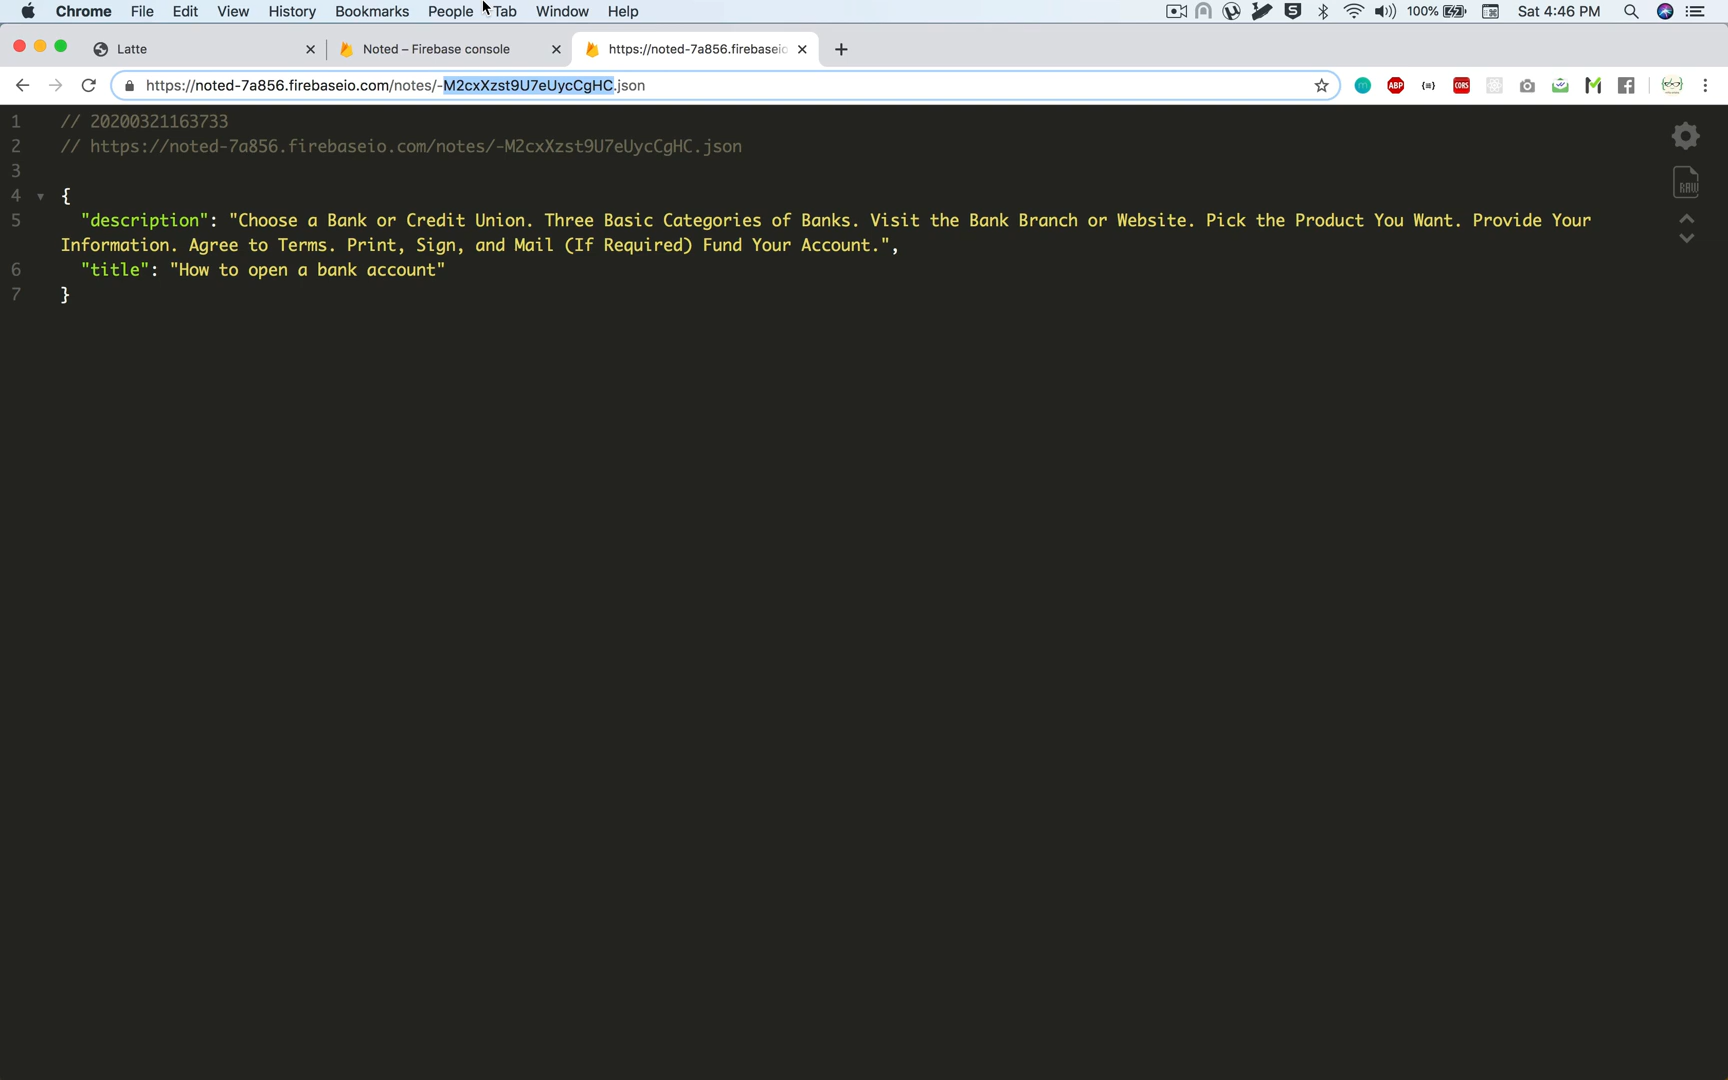 Chrome File Edit View History Bookmarks People Tab Window Help 100% Sat 4:46 PM
Latte Noted – Firebase console https://noted-7a856.firebaseio
https://noted-7a856.firebaseio.com/notes/-M2cxXzst9U7eUycCgHC.json ABP CORS
1 // 20200321163733
2 // https://noted-7a856.firebaseio.com/notes/-M2cxXzst9U7eUycCgHC.json
3
4 {
5 "description": "Choose a Bank or Credit Union. Three Basic Categories of Banks. Visit the Bank Branch or Website. Pick the Product You Want. Provide Your
Information. Agree to Terms. Print, Sign, and Mail (If Required) Fund Your Account.",
6 "title": "How to open a bank account"
7 }
RAW